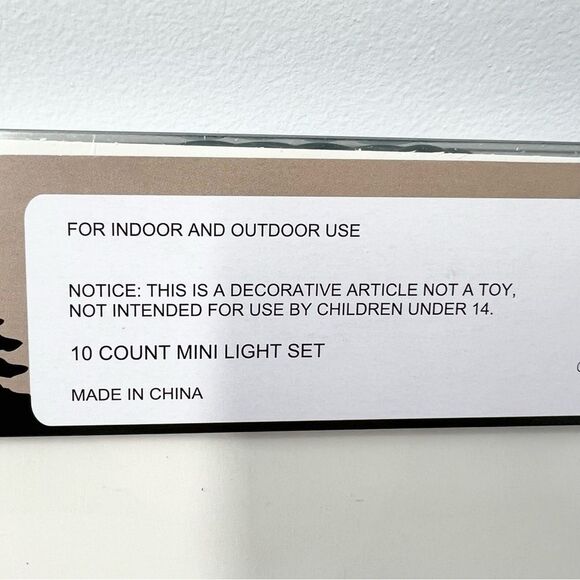 FOR INDOOR AND OUTDOOR USE
NOTICE: THIS IS A DECORATIVE ARTICLE NOT A TOY,
NOT INTENDED FOR USE BY CHILDREN UNDER 14.
10 COUNT MINI LIGHT SET
MADE IN CHINA